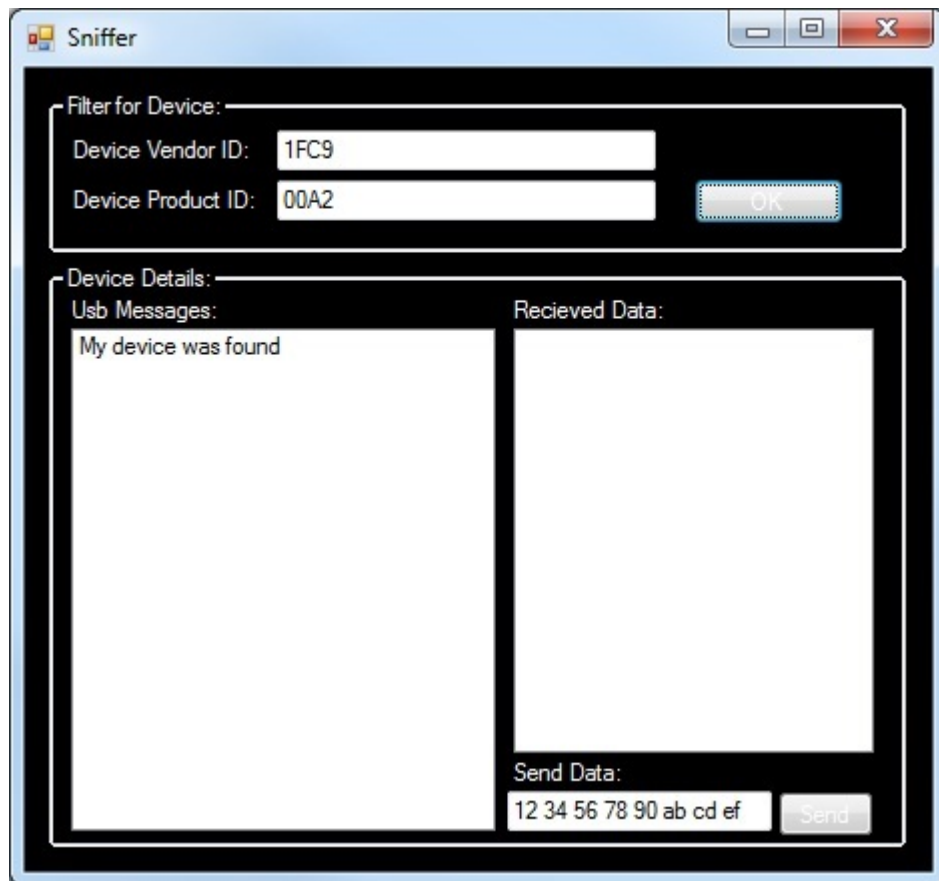 Sniffer
Filter for Device:
Device Vendor ID: 1FC9
Device Product ID: 00A2
OK
Device Details:
Usb Messages:
My device was found
Recieved Data:
Send Data:
12 34 56 78 90 ab cd ef
Send